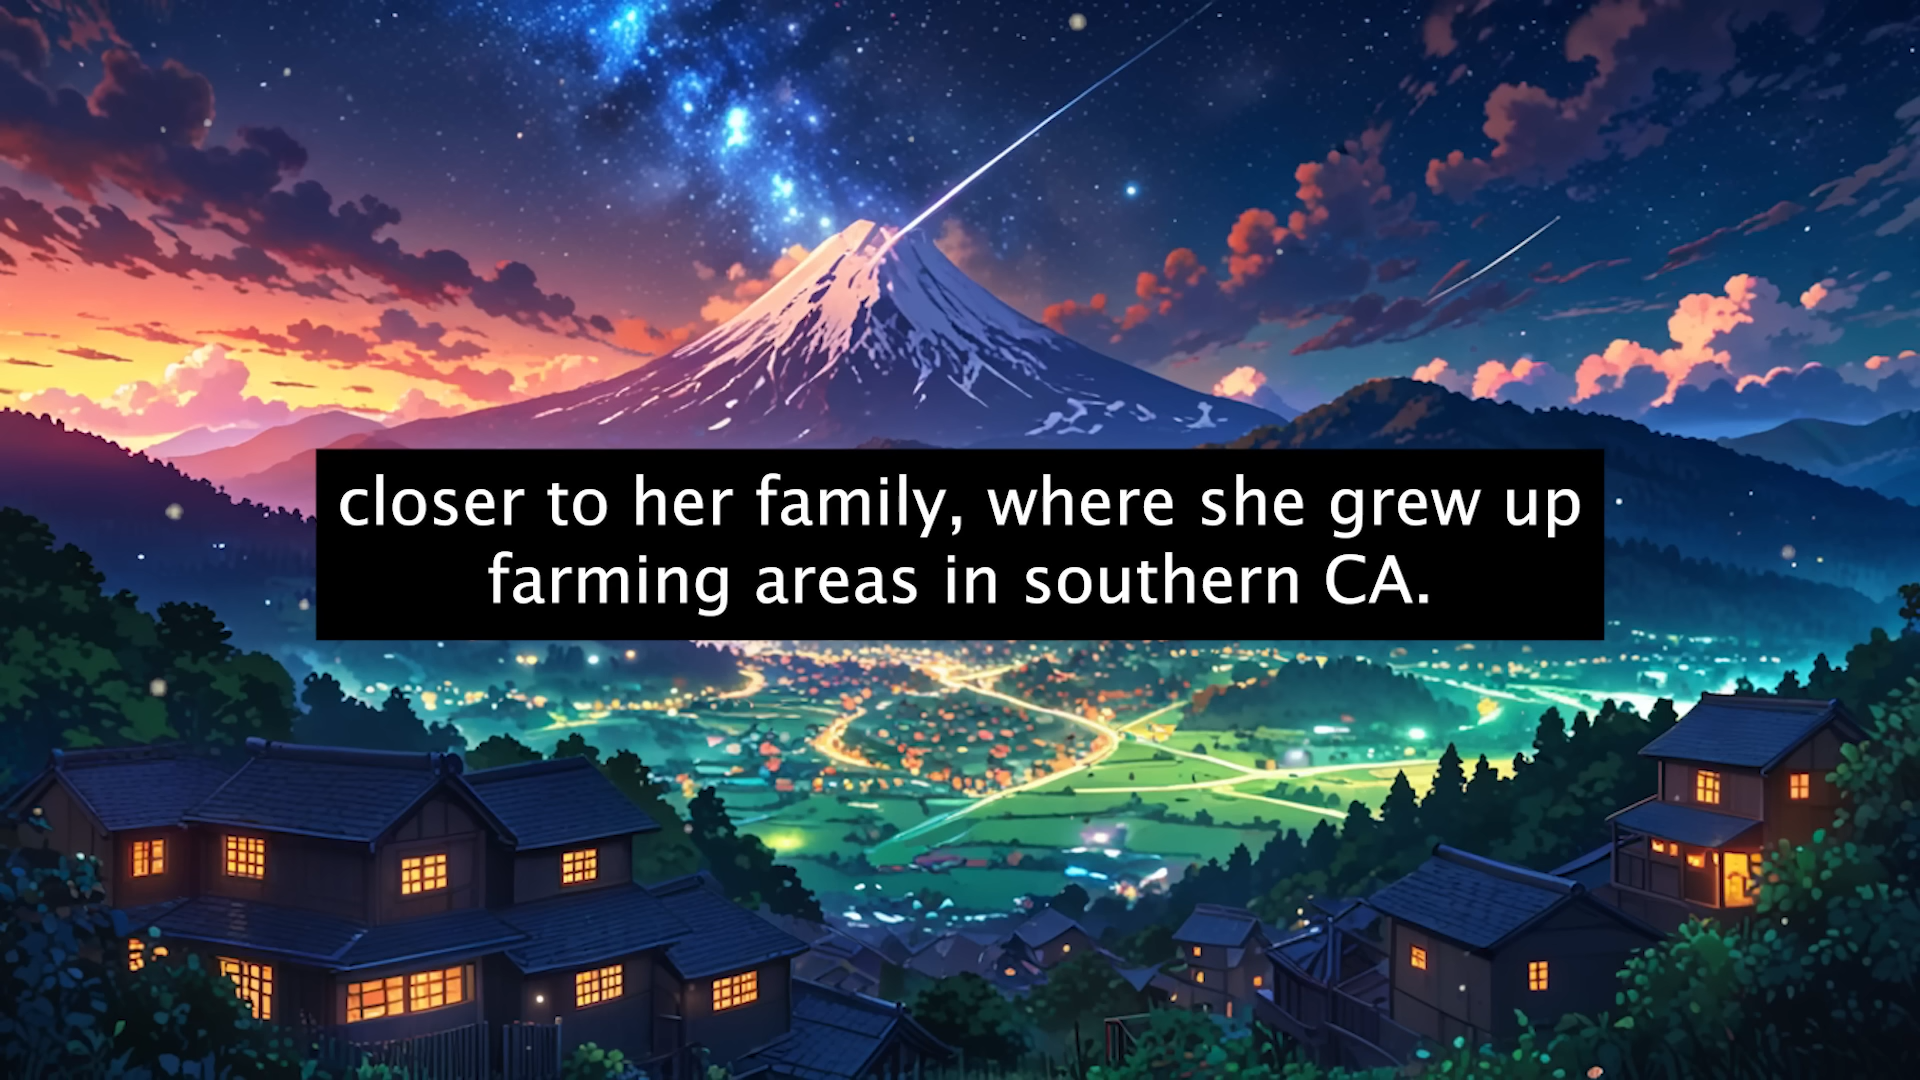 closer to her family, where she grew up
farming areas in southern CA.